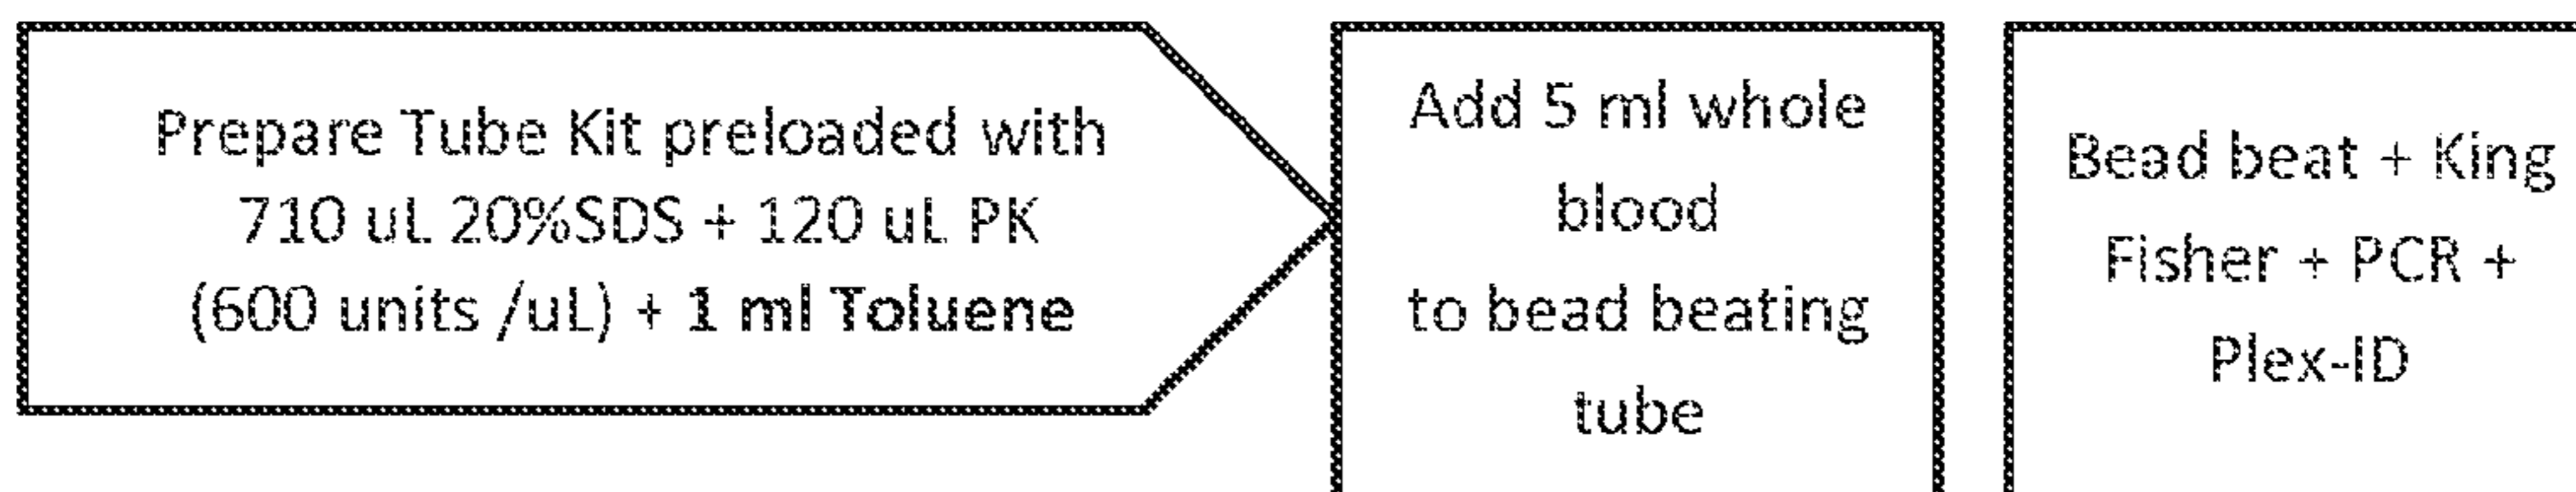 Prepare Tube Kit preloaded with
710 uL 20%SDS + 120 uL PK
(600 units /uL) + 1 ml Toluene
Add 5 ml whole
blood
to bead beating
tube
Bead beat + King
Fisher + PCR +
Plex-ID